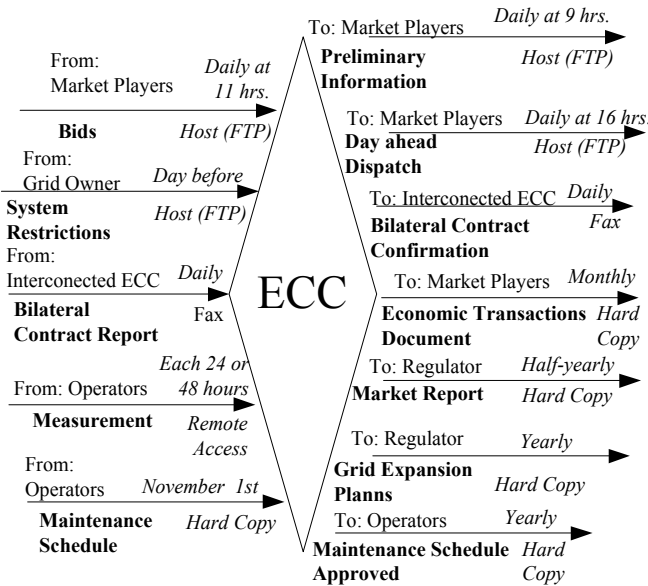 From:
Market Players
Daily at
11 hrs.
Bids
Host (FTP)
From:
Grid Owner
Day before
System
Restrictions
Host (FTP)
From:
Interconected ECC
Daily
Bilateral
Contract Report
Fax
From: Operators
Each 24 or
48 hours
Measurement
Remote
Access
From:
Operators
November 1st
Maintenance
Schedule
Hard Copy
ECC
To: Market Players
Daily at 9 hrs.
Preliminary
Information
Host (FTP)
To: Market Players
Daily at 16 hrs.
Day ahead
Dispatch
Host (FTP)
To: Interconected ECC
Daily
Bilateral Contract
Confirmation
Fax
To: Market Players
Monthly
Economic Transactions
Document
Hard
Copy
To: Regulator
Half-yearly
Market Report
Hard Copy
To: Regulator
Yearly
Grid Expansion
Planns
Hard Copy
To: Operators
Yearly
Maintenance Schedule
Approved
Hard
Copy